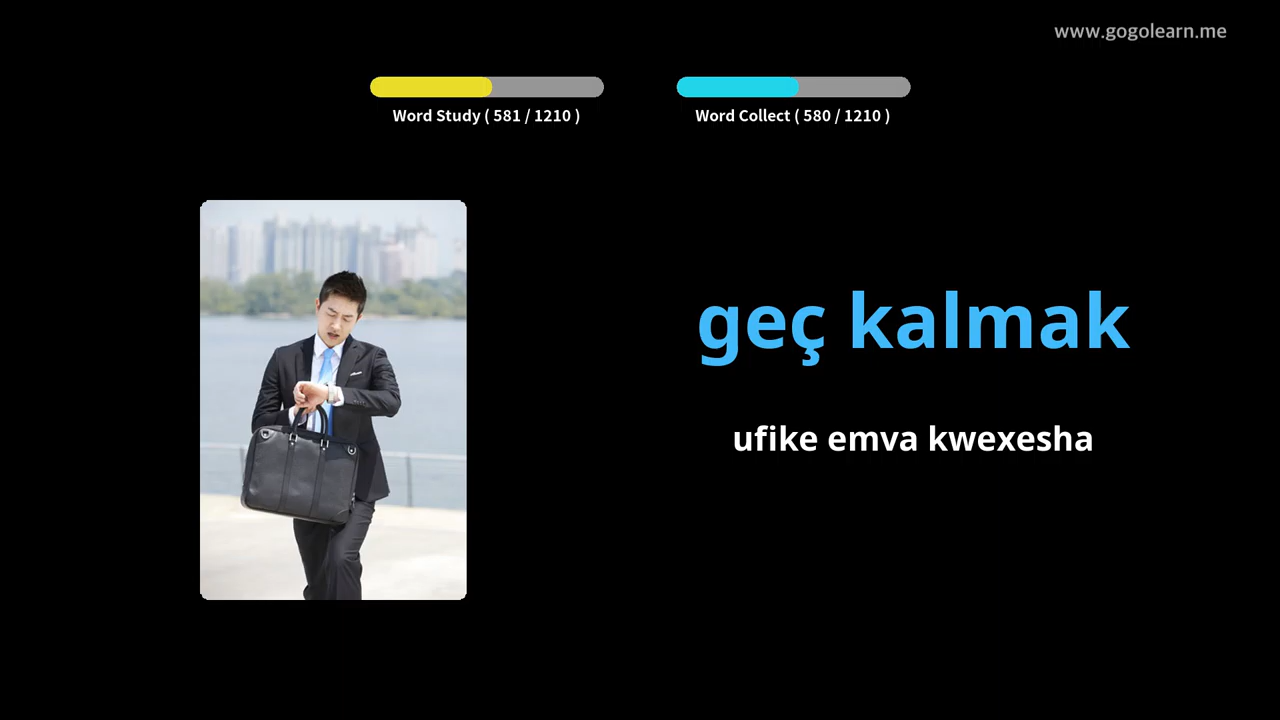 www.gogolearn.me
Word Study ( 581 / 1210 )
Word Collect ( 580 / 1210 )
geç kalmak
ufike emva kwexesha